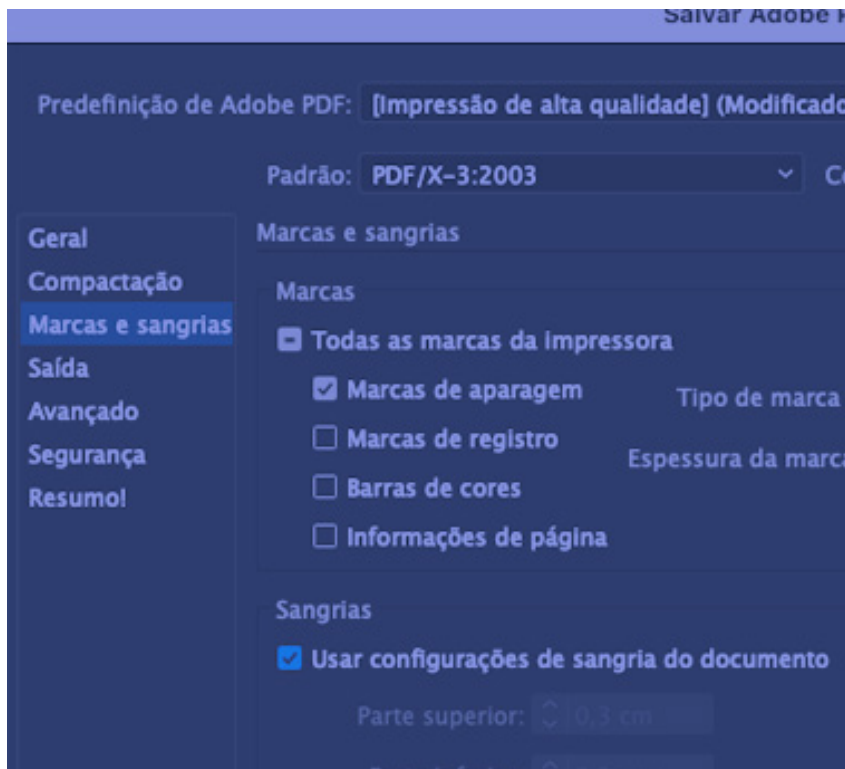 Salvar Adobe
Predefinição de Adobe PDF: [Impressão de alta qualidade] (Modificado
Padrão: PDF/X-3:2003
Geral
Marcas e sangrias
Compactação
Marcas
Marcas e sangrias
Todas as marcas da impressora
Saída
Marcas de aparagem
Tipo de marca
Avançado
Marcas de registro
Segurança
Espessura da marca
Resumo!
Barras de cores
Informações de página
Sangrias
Usar configurações de sangria do documento
Parte superior: 0,3 cm